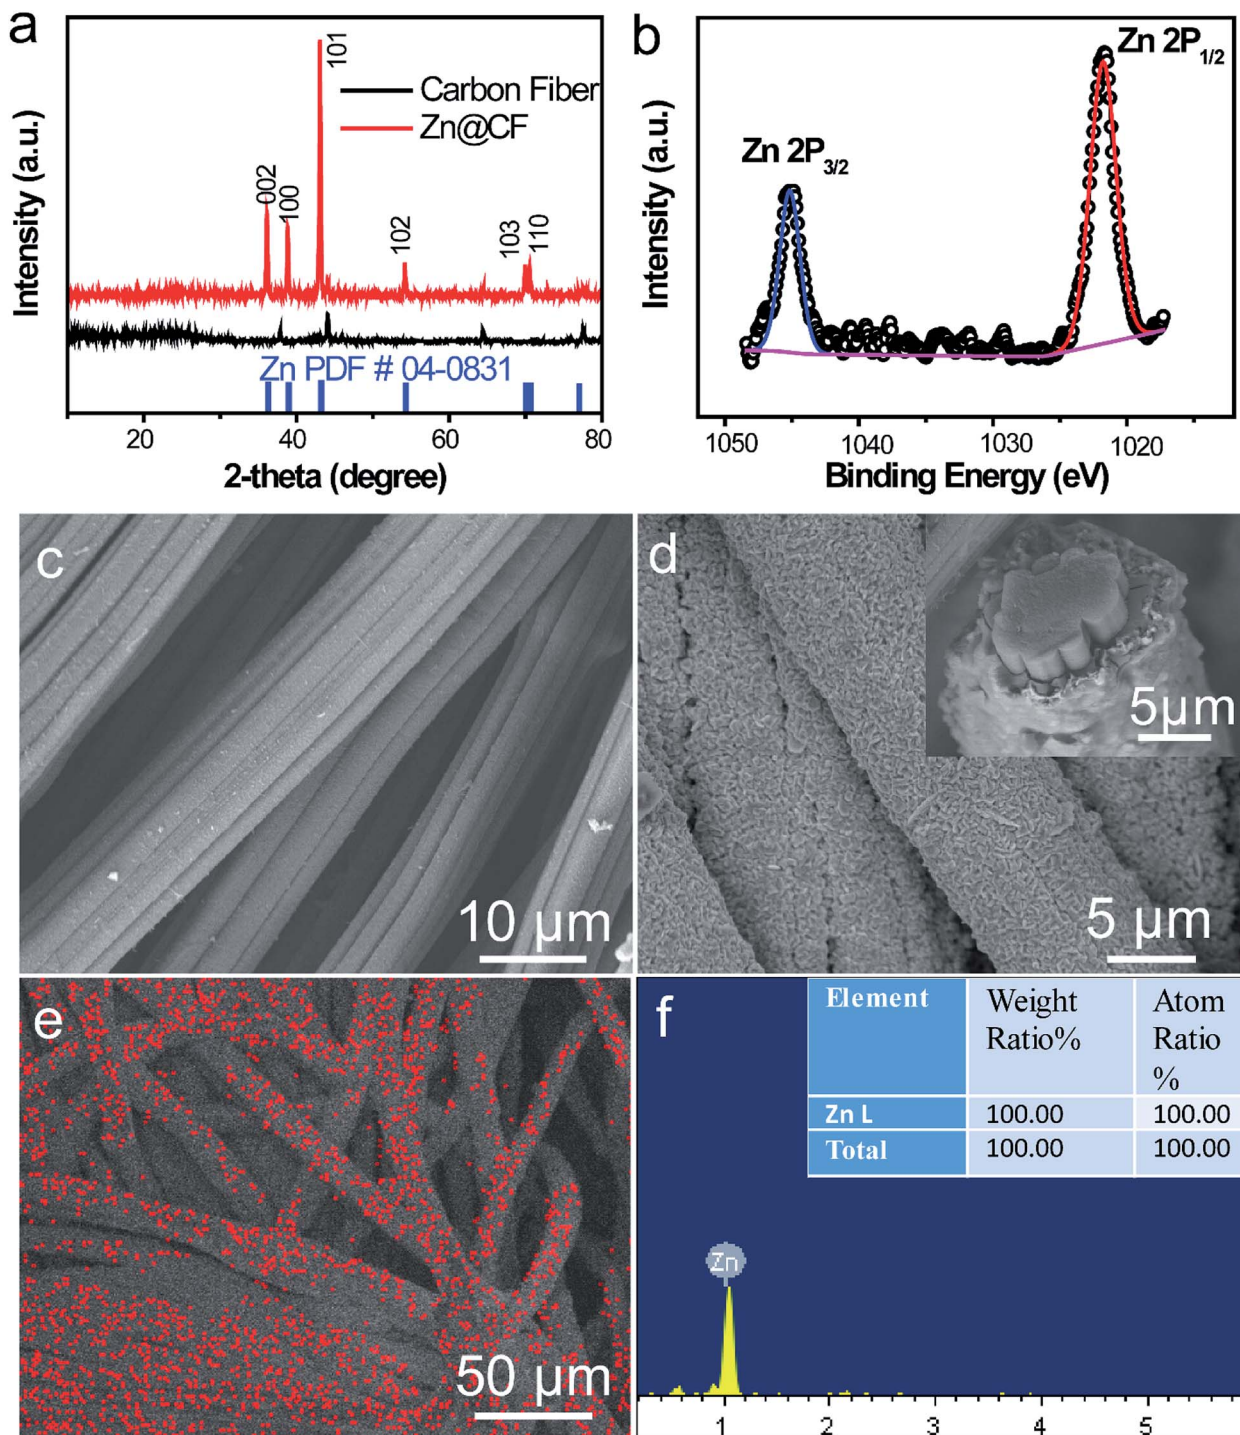 a
Intensity (a.u.)
002
100
101
102
103
110
Carbon Fiber
Zn@CF
Zn PDF # 04-0831
20 40 60 80
2-theta (degree)
b
Intensity (a.u.)
Zn 2P3/2
Zn 2P1/2
1050 1040 1030 1020
Binding Energy (eV)
c
10 μm
d
5μm
5 μm
e
50 μm
f
Element Weight Ratio% Atom Ratio %
Zn L 100.00 100.00
Total 100.00 100.00
Zn
1 2 3 4 5